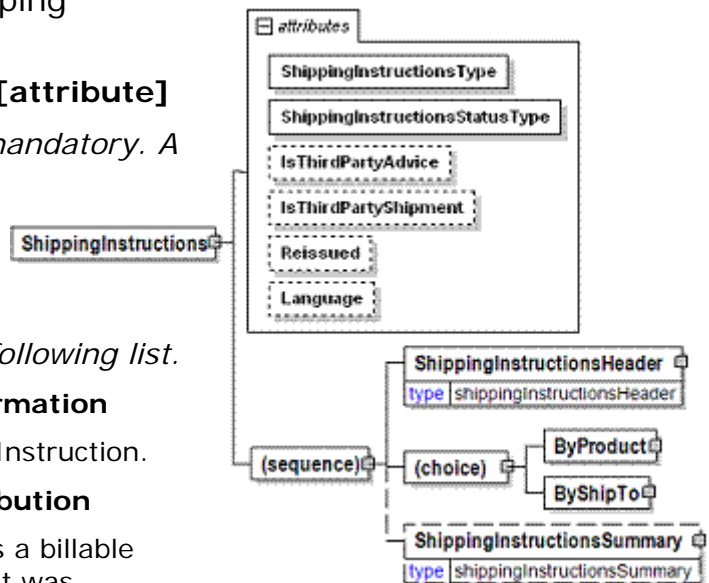 ping
[attribute]
mandatory. A
ollowing list.
rmation
Instruction.
bution
s a billable
t was
attributes
ShippingInstructionsType
ShippingInstructionsStatusType
IsThirdPartyAdvice
IsThirdPartyShipment
Reissued
Language
ShippingInstructions
ShippingInstructionsHeader
type shippingInstructionsHeader
(sequence)
(choice)
ByProduct
ByShipTo
ShippingInstructionsSummary
type shippingInstructionsSummary